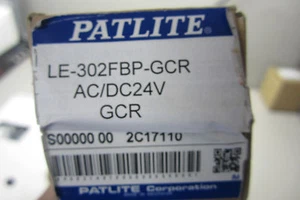 PATLITE
LE-302FBP-GCR
AC/DC24V
GCR
S00000 00 2C17110
PATLITE Corporation